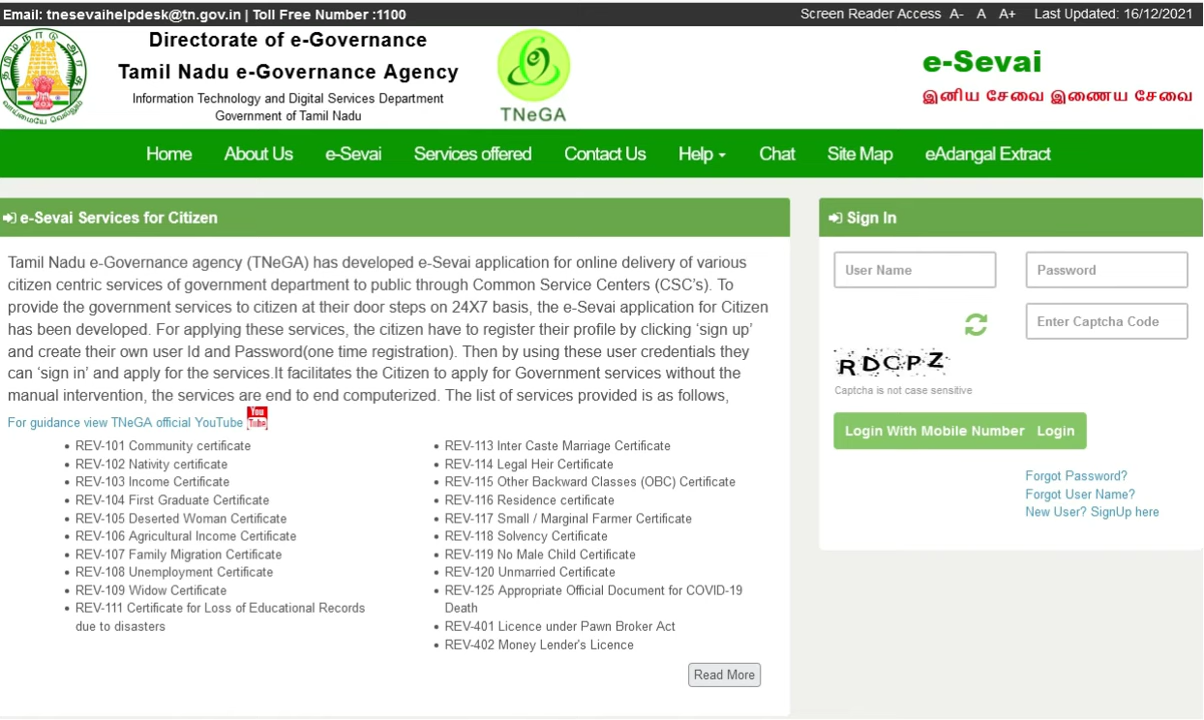 Email: tnesevaihelpdesk@tn.gov.in | Toll Free Number :1100
Screen Reader Access A- A A+ Last Updated: 16/12/2021
Directorate of e-Governance
Tamil Nadu e-Governance Agency
Information Technology and Digital Services Department
Government of Tamil Nadu
TNeGA
e-Sevai
இனிய சேவை இணைய சேவை
Home About Us e-Sevai Services offered Contact Us Help Chat Site Map eAdangal Extract
e-Sevai Services for Citizen
Tamil Nadu e-Governance agency (TNeGA) has developed e-Sevai application for online delivery of various
citizen centric services of government department to public through Common Service Centers (CSC's). To
provide the government services to citizen at their door steps on 24X7 basis, the e-Sevai application for Citizen
has been developed. For applying these services, the citizen have to register their profile by clicking ‘sign up’
and create their own user Id and Password(one time registration). Then by using these user credentials they
can ‘sign in’ and apply for the services.It facilitates the Citizen to apply for Government services without the
manual intervention, the services are end to end computerized. The list of services provided is as follows,
For guidance view TNeGA official YouTube You Tube
• REV-101 Community certificate
• REV-102 Nativity certificate
• REV-103 Income Certificate
• REV-104 First Graduate Certificate
• REV-105 Deserted Woman Certificate
• REV-106 Agricultural Income Certificate
• REV-107 Family Migration Certificate
• REV-108 Unemployment Certificate
• REV-109 Widow Certificate
• REV-111 Certificate for Loss of Educational Records
due to disasters
• REV-113 Inter Caste Marriage Certificate
• REV-114 Legal Heir Certificate
• REV-115 Other Backward Classes (OBC) Certificate
• REV-116 Residence certificate
• REV-117 Small / Marginal Farmer Certificate
• REV-118 Solvency Certificate
• REV-119 No Male Child Certificate
• REV-120 Unmarried Certificate
• REV-125 Appropriate Official Document for COVID-19
Death
• REV-401 Licence under Pawn Broker Act
• REV-402 Money Lender's Licence
Read More
Sign In
User Name Password
Enter Captcha Code
RDCPZ
Captcha is not case sensitive
Login With Mobile Number Login
Forgot Password?
Forgot User Name?
New User? SignUp here